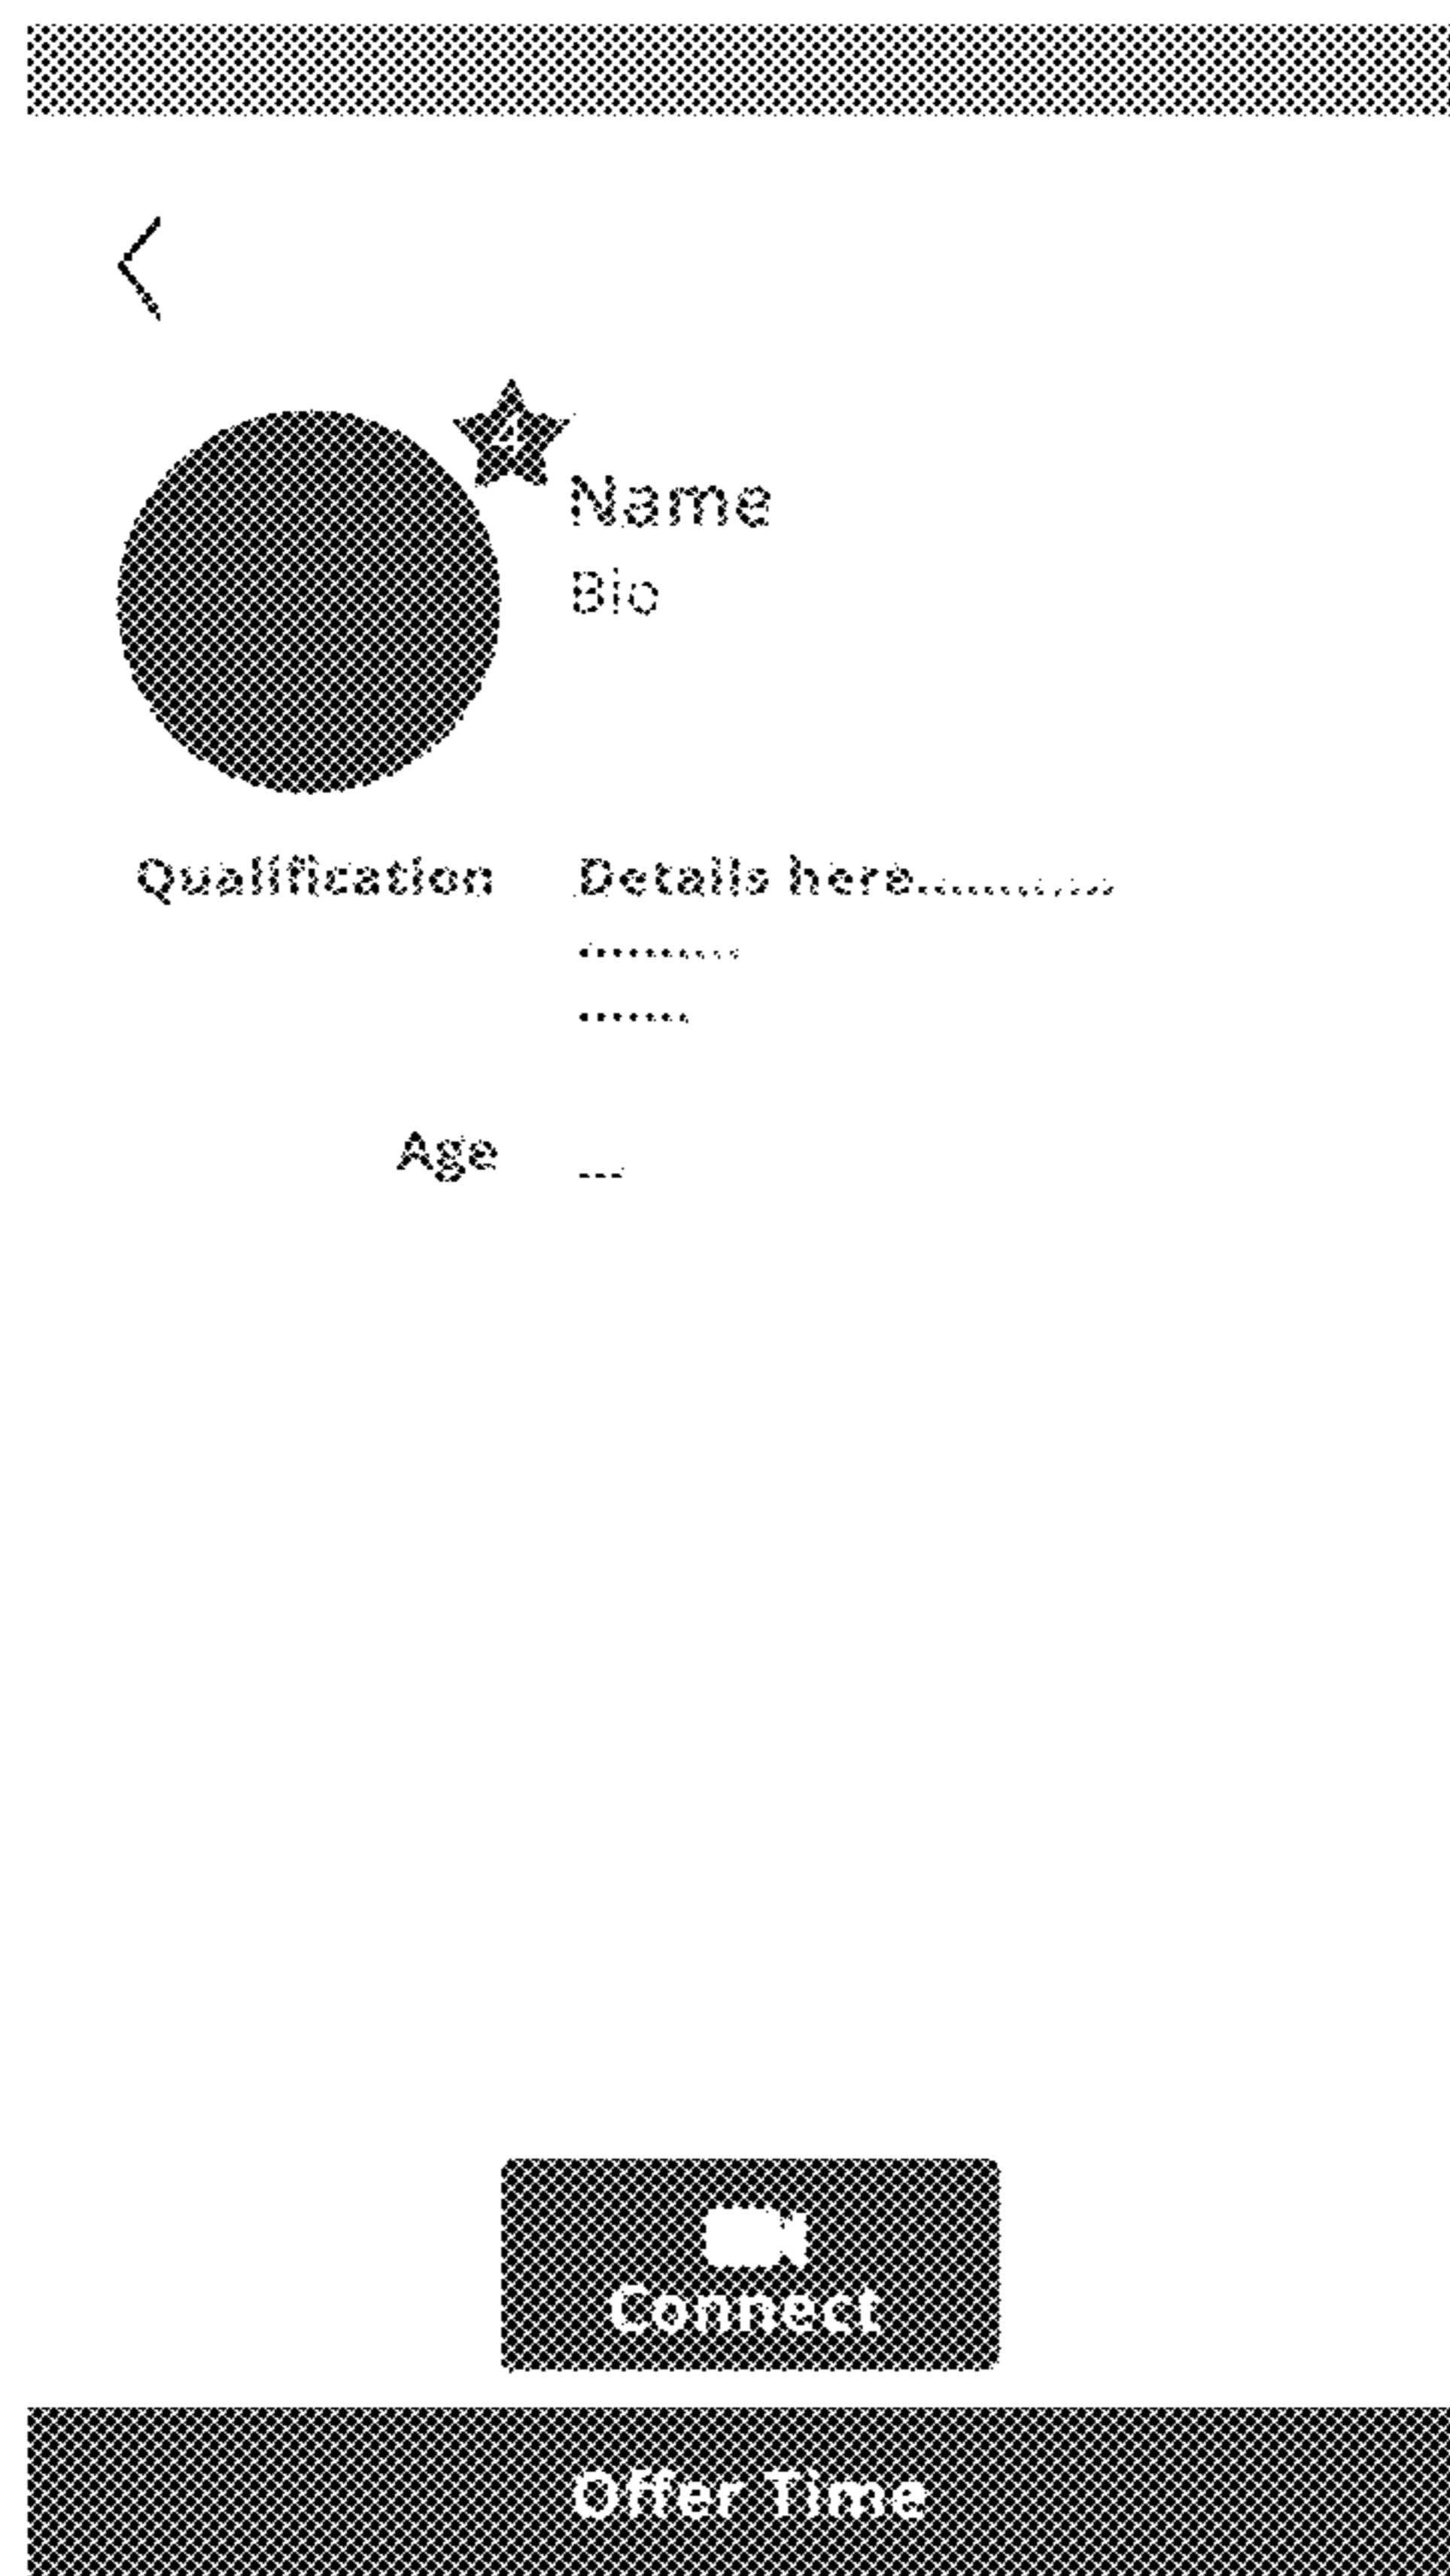 4
Name
Bio
Qualification Details here............
..........
.......
Age ---
Connect
Offer Time